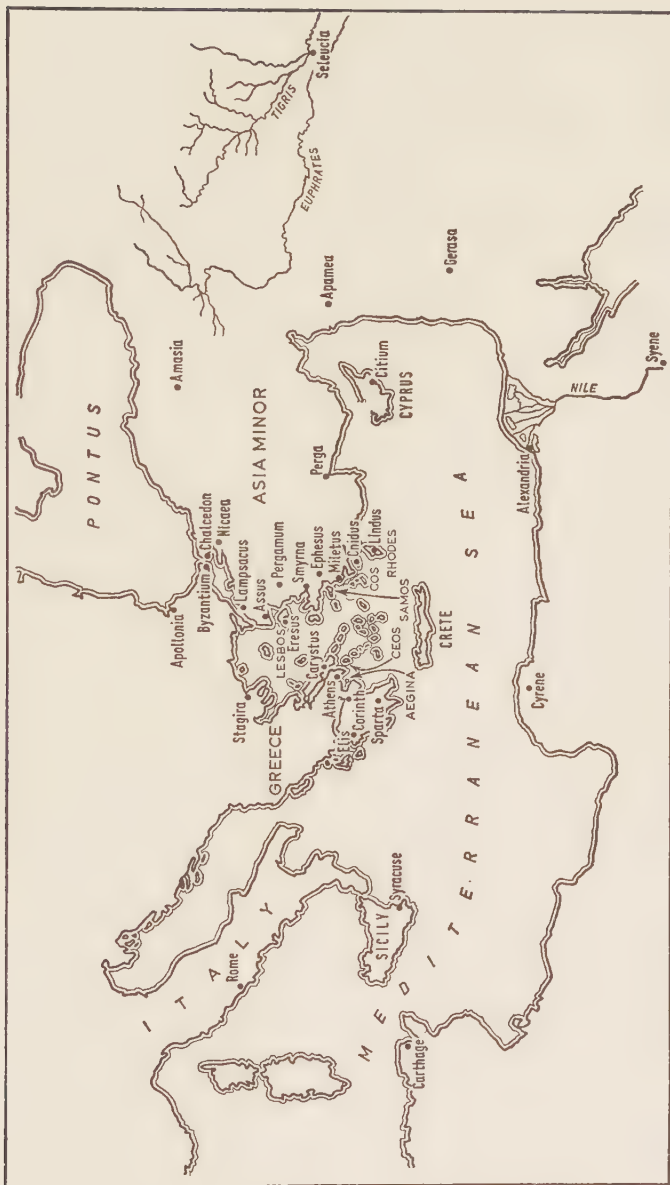 PONTUS
Amasia
TIGRIS
EUPHRATES
Seleucia
Apamea
Gerasa
ASIA MINOR
Apollonia
Byzantium
Chalcedon
Nicaea
Lampsacus
Assus
Pergamum
LESBOS
Eresus
Smyrna
Ephesus
Miletus
Cnidus
Lindus
COS
RHODES
SAMOS
Perga
Citium
CYPRUS
Stagira
GREECE
Carystus
Athens
Corinth
Elis
Sparta
CEOS
AEGINA
CRETE
ITALY
Rome
SICILY
Syracuse
Carthage
MEDITERRANEAN SEA
Cyrene
Alexandria
NILE
Syene